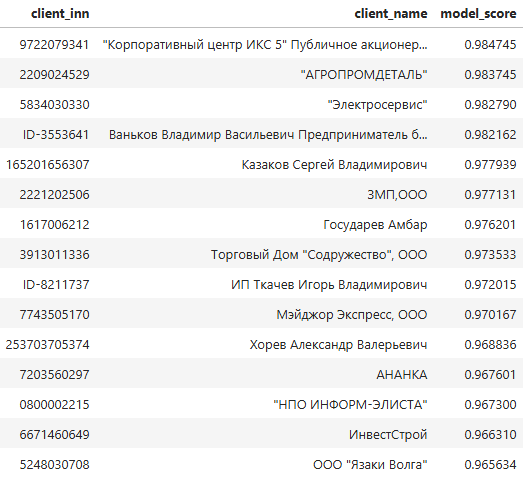 client_inn client_name model_score
9722079341 "Корпоративный центр ИКС 5" Публичное акционер... 0.984745
2209024529 "АГРОПРОМДЕТАЛЬ" 0.983745
5834030330 "Электросервис" 0.982790
ID-3553641 Ваньков Владимир Васильевич Предприниматель б... 0.982162
165201656307 Казаков Сергей Владимирович 0.977939
2221202506 ЗМП,ООО 0.977131
1617006212 Государев Амбар 0.976201
3913011336 Торговый Дом "Содружество", ООО 0.973533
ID-8211737 ИП Ткачев Игорь Владимирович 0.972015
7743505170 Мэйджор Экспресс, ООО 0.970167
253703705374 Хорев Александр Валерьевич 0.968836
7203560297 АНАНКА 0.967601
0800002215 "НПО ИНФОРМ-ЭЛИСТА" 0.967300
6671460649 ИнвестСтрой 0.966310
5248030708 ООО "Язаки Волга" 0.965634